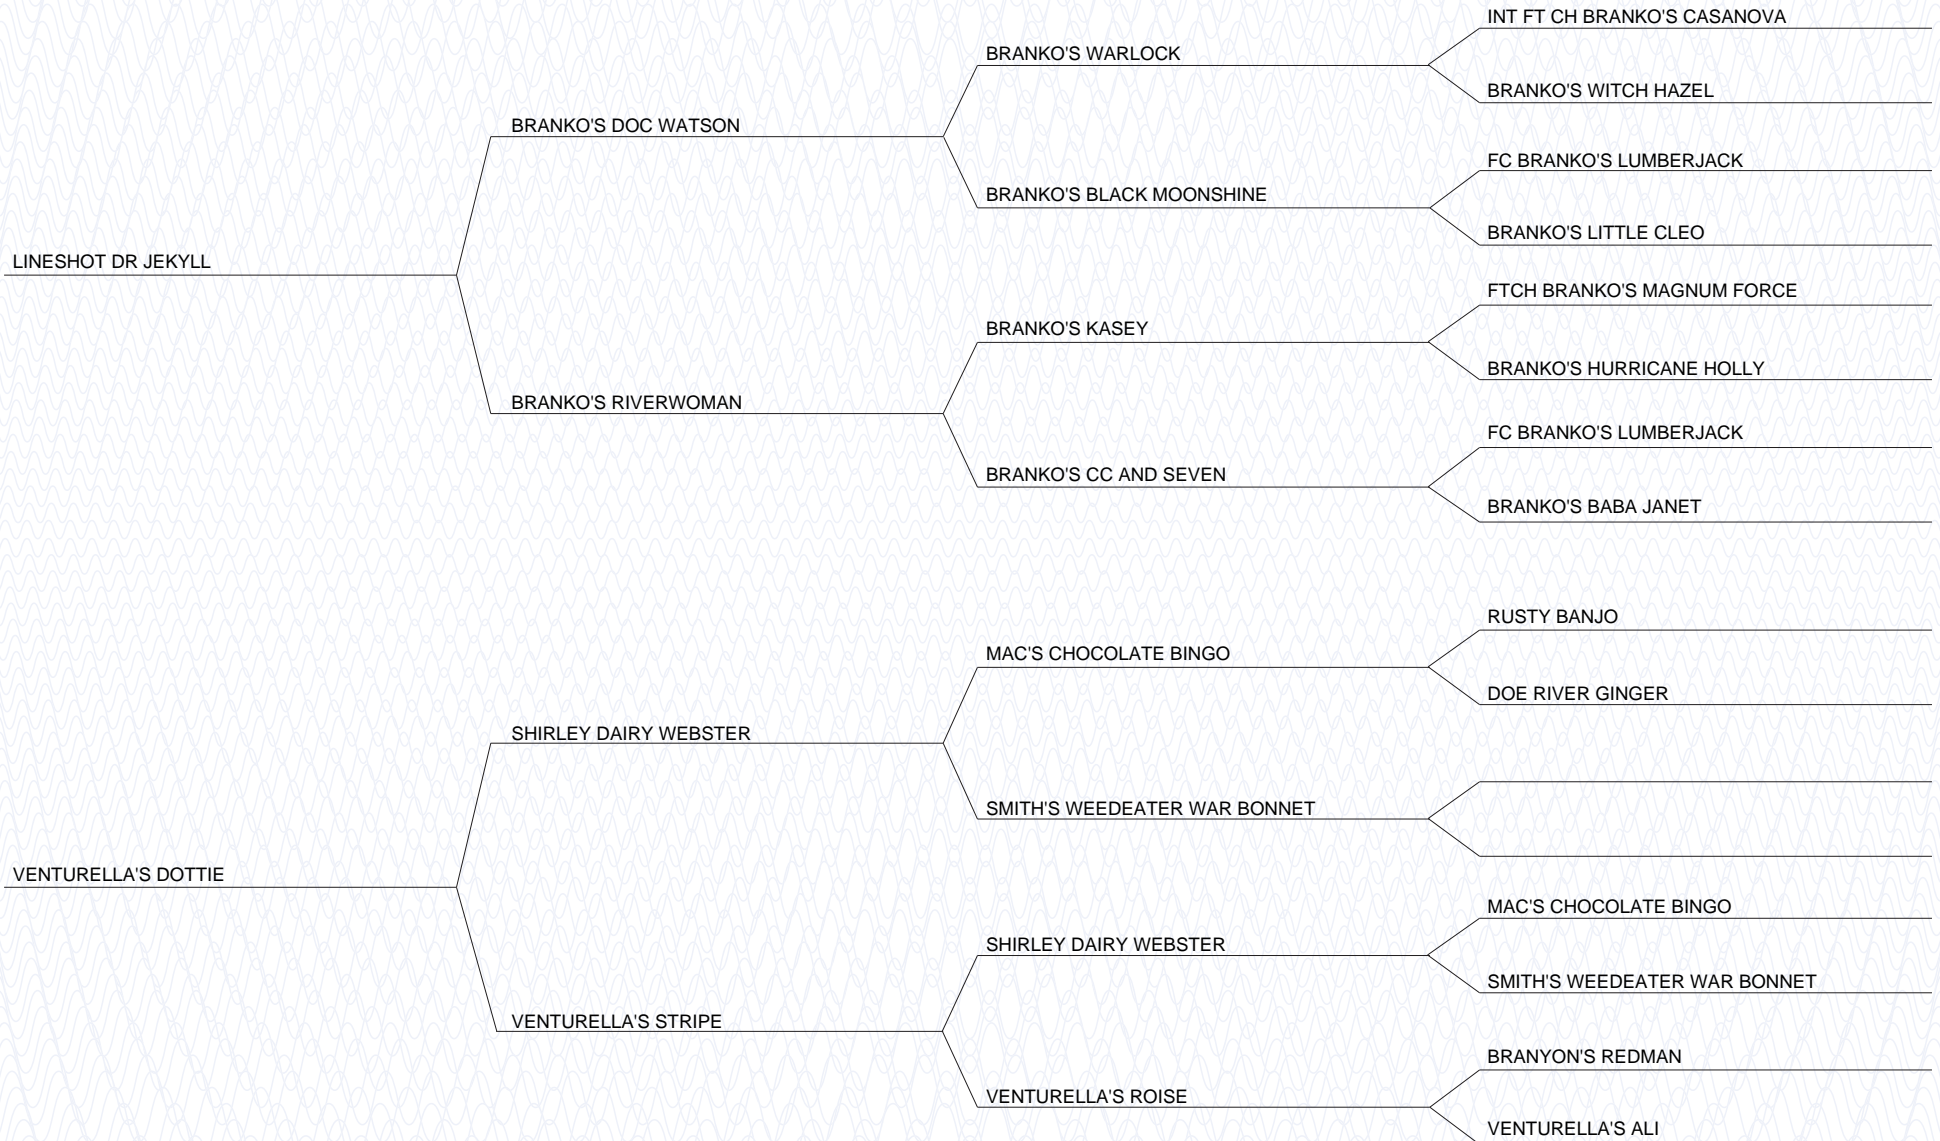 INT FT CH BRANKO'S CASANOVA
BRANKO'S WARLOCK
BRANKO'S WITCH HAZEL
BRANKO'S DOC WATSON
FC BRANKO'S LUMBERJACK
BRANKO'S BLACK MOONSHINE
BRANKO'S LITTLE CLEO
LINESHOT DR JEKYLL
FTCH BRANKO'S MAGNUM FORCE
BRANKO'S KASEY
BRANKO'S HURRICANE HOLLY
BRANKO'S RIVERWOMAN
FC BRANKO'S LUMBERJACK
BRANKO'S CC AND SEVEN
BRANKO'S BABA JANET
RUSTY BANJO
MAC'S CHOCOLATE BINGO
DOE RIVER GINGER
SHIRLEY DAIRY WEBSTER
SMITH'S WEEDEATER WAR BONNET
VENTURELLA'S DOTTIE
MAC'S CHOCOLATE BINGO
SHIRLEY DAIRY WEBSTER
SMITH'S WEEDEATER WAR BONNET
VENTURELLA'S STRIPE
BRANYON'S REDMAN
VENTURELLA'S ROISE
VENTURELLA'S ALI